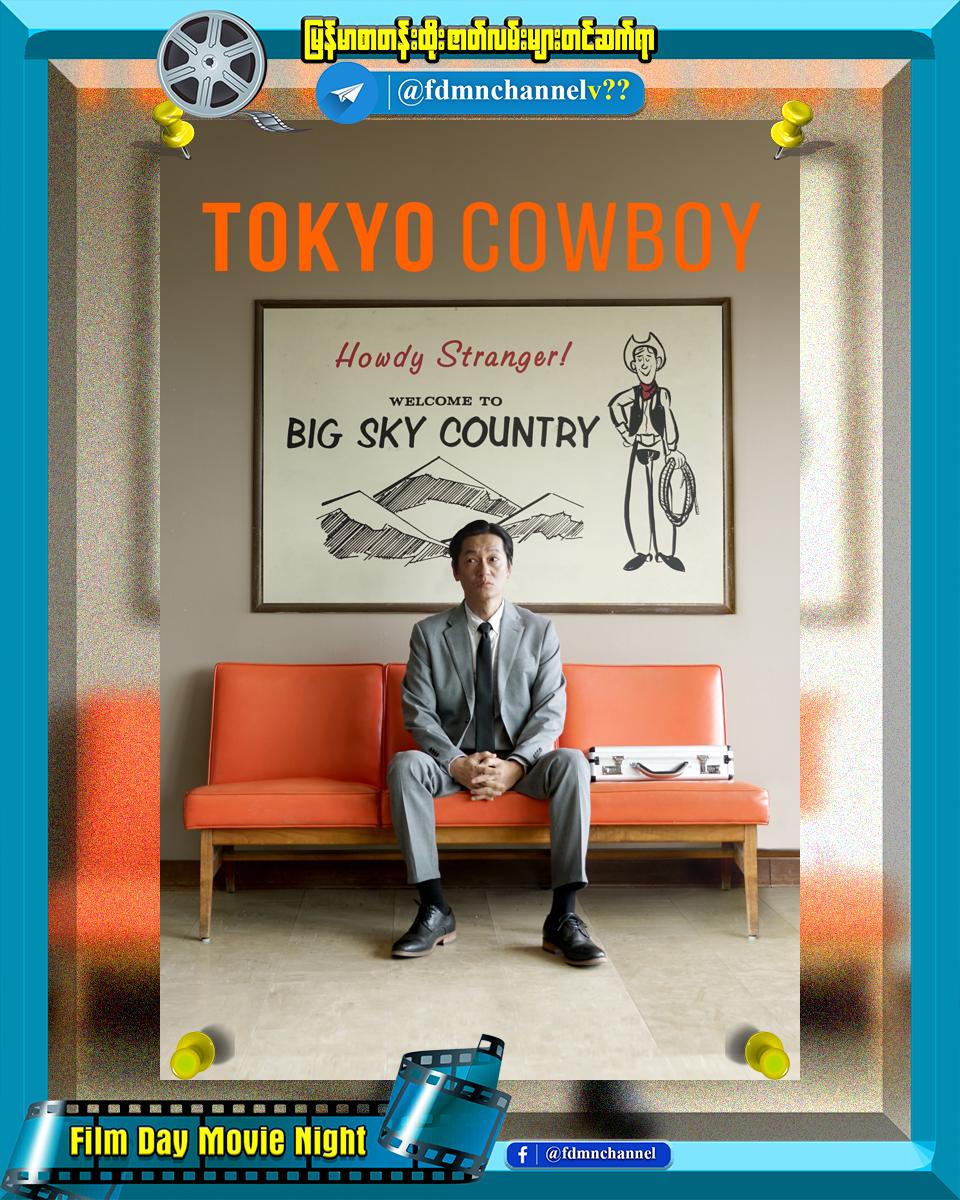 မြန်မာစာတန်းထိုးဇာတ်လမ်းများတင်ဆက်ရာ
@fdmnchannelv??
TOKYO COWBOY
Howdy Stranger!
WELCOME TO
BIG SKY COUNTRY
Film Day Movie Night
f | @fdmnchannel